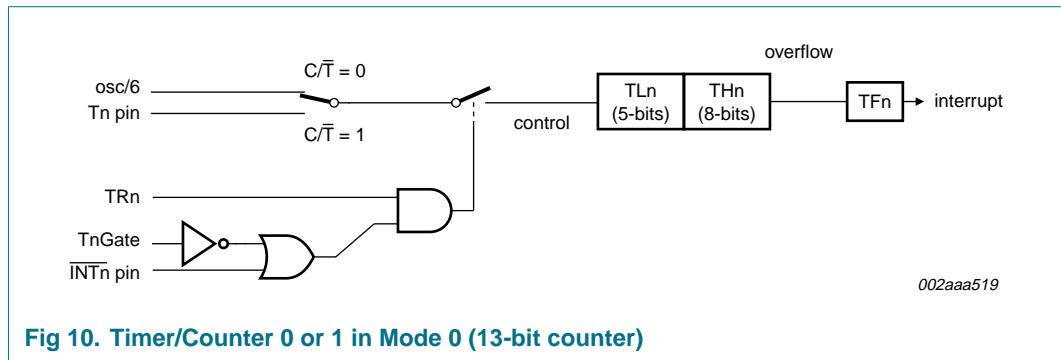 overflow
osc/6
C/T̅ = 0
Tn pin
C/T̅ = 1
control
TLn
(5-bits)
THn
(8-bits)
TFn
interrupt
TRn
TnGate
I̅N̅T̅n̅ pin
002aaa519
Fig 10. Timer/Counter 0 or 1 in Mode 0 (13-bit counter)